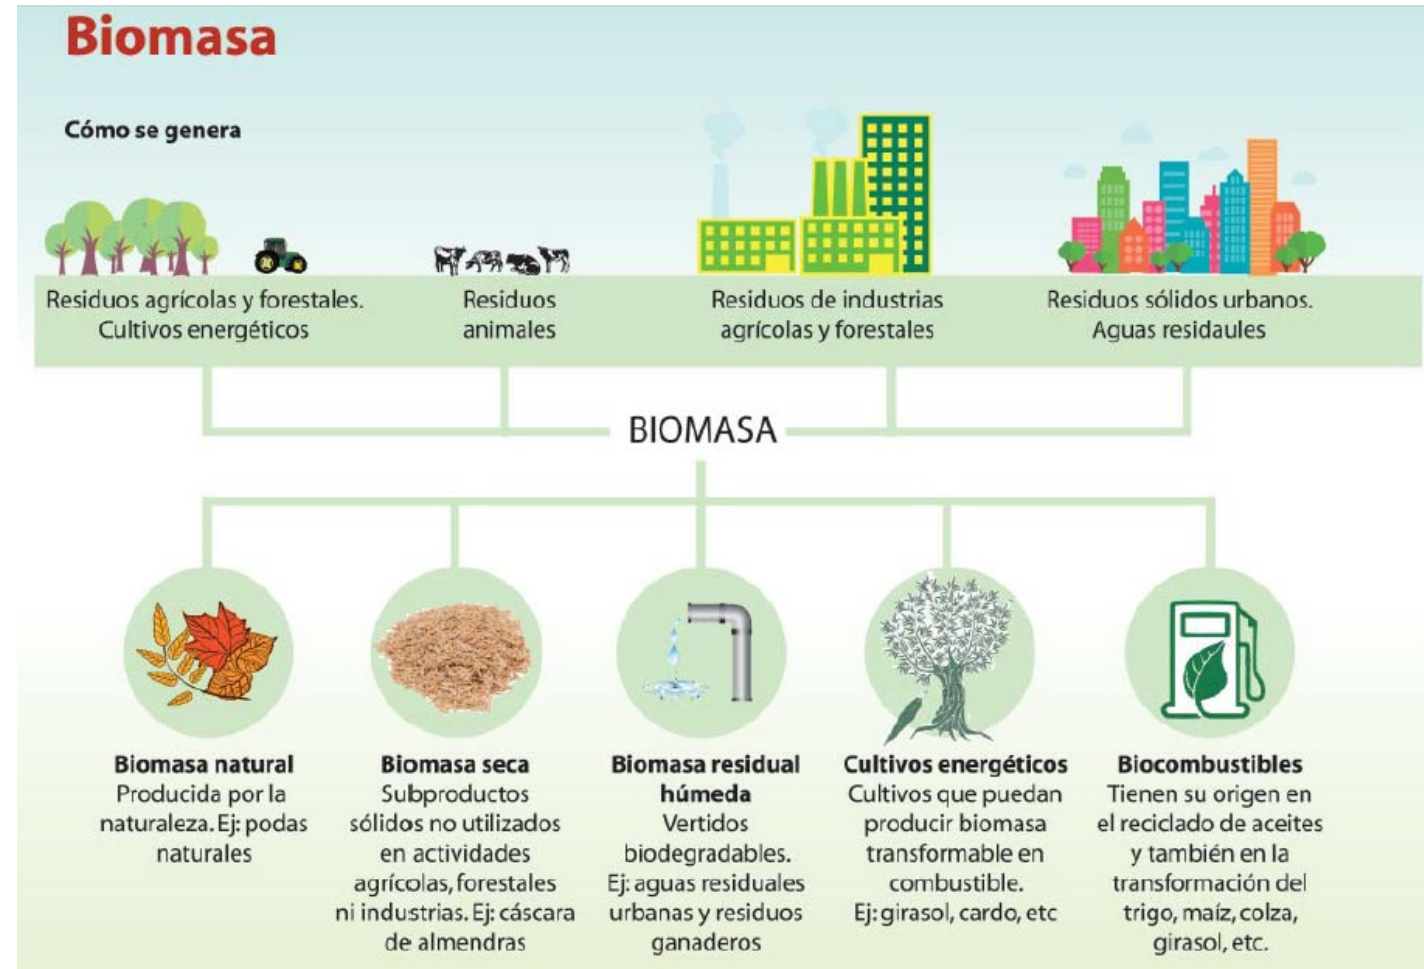 Biomasa
Cómo se genera
Residuos agrícolas y forestales.
Cultivos energéticos
Residuos
animales
Residuos de industrias
agrícolas y forestales
Residuos sólidos urbanos.
Aguas residaules
BIOMASA
Biomasa natural
Producida por la
naturaleza. Ej: podas
naturales
Biomasa seca
Subproductos
sólidos no utilizados
en actividades
agrícolas, forestales
ni industrias. Ej: cáscara
de almendras
Biomasa residual
húmeda
Vertidos
biodegradables.
Ej: aguas residuales
urbanas y residuos
ganaderos
Cultivos energéticos
Cultivos que puedan
producir biomasa
transformable en
combustible.
Ej: girasol, cardo, etc
Biocombustibles
Tienen su origen en
el reciclado de aceites
y también en la
transformación del
trigo, maíz, colza,
girasol, etc.